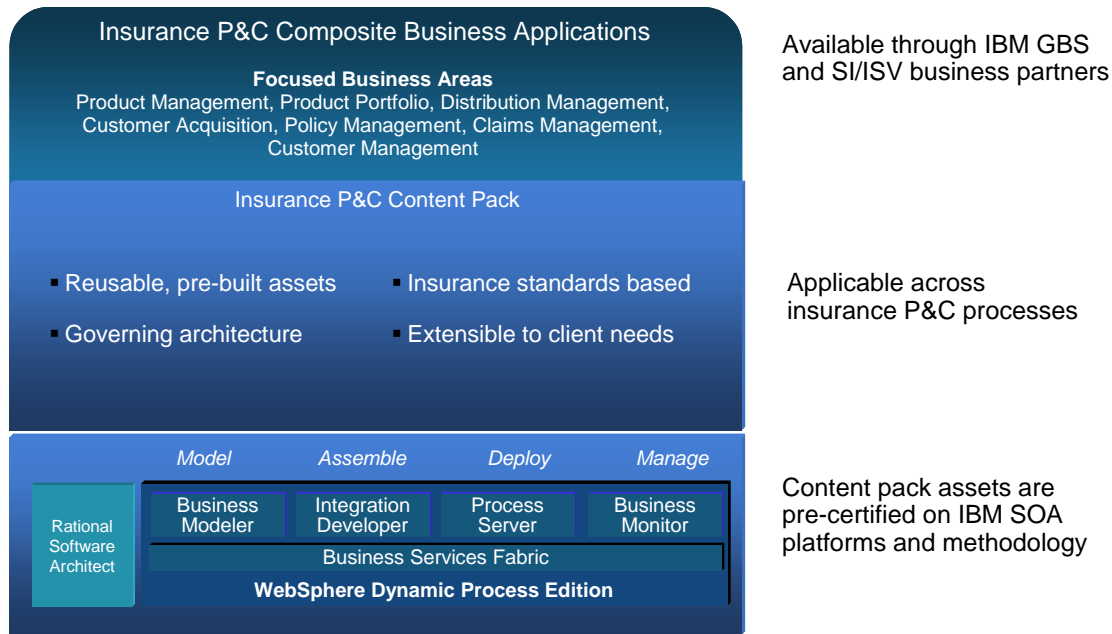 Insurance P&C Composite Business Applications
Focused Business Areas
Product Management, Product Portfolio, Distribution Management,
Customer Acquisition, Policy Management, Claims Management,
Customer Management
Available through IBM GBS
and SI/ISV business partners
Insurance P&C Content Pack
▪ Reusable, pre-built assets
▪ Insurance standards based
▪ Governing architecture
▪ Extensible to client needs
Applicable across
insurance P&C processes
Model Assemble Deploy Manage
Rational
Software
Architect
Business
Modeler
Integration
Developer
Process
Server
Business
Monitor
Business Services Fabric
WebSphere Dynamic Process Edition
Content pack assets are
pre-certified on IBM SOA
platforms and methodology